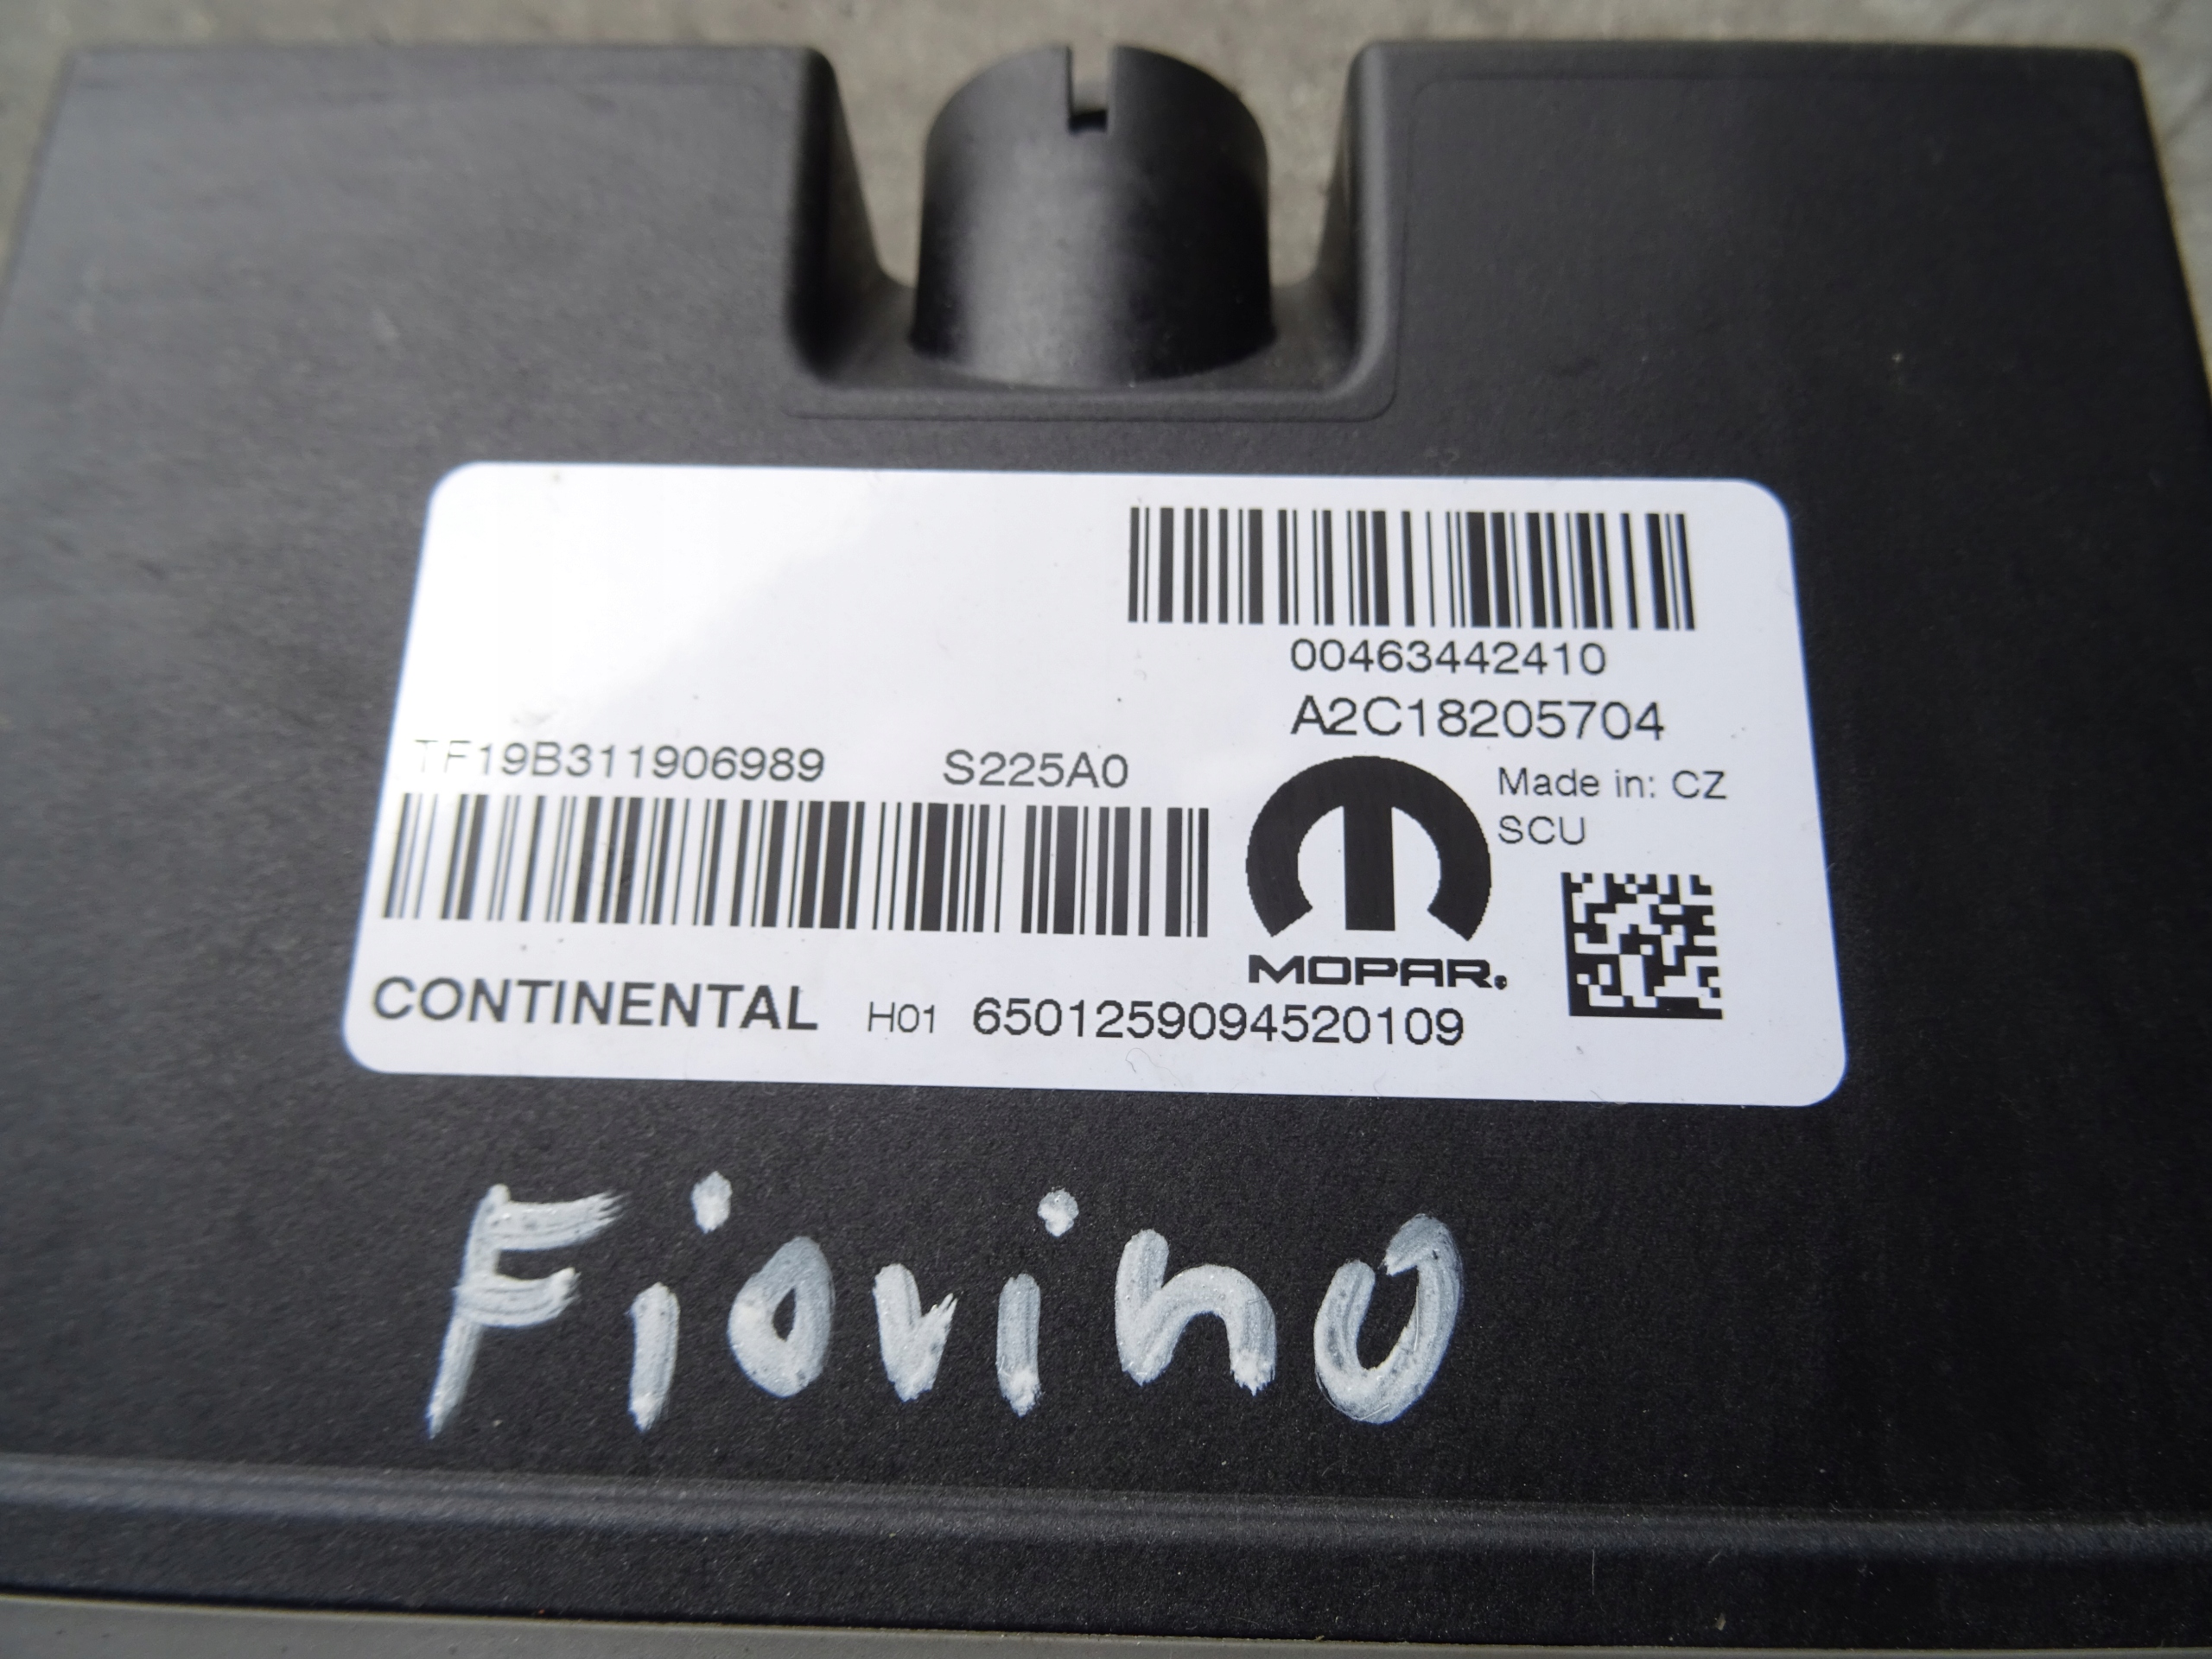 00463442410
A2C18205704
TF19B311906989 S225A0
Made in: CZ
SCU
MOPAR.
CONTINENTAL H01 6501259094520109
Fiorino